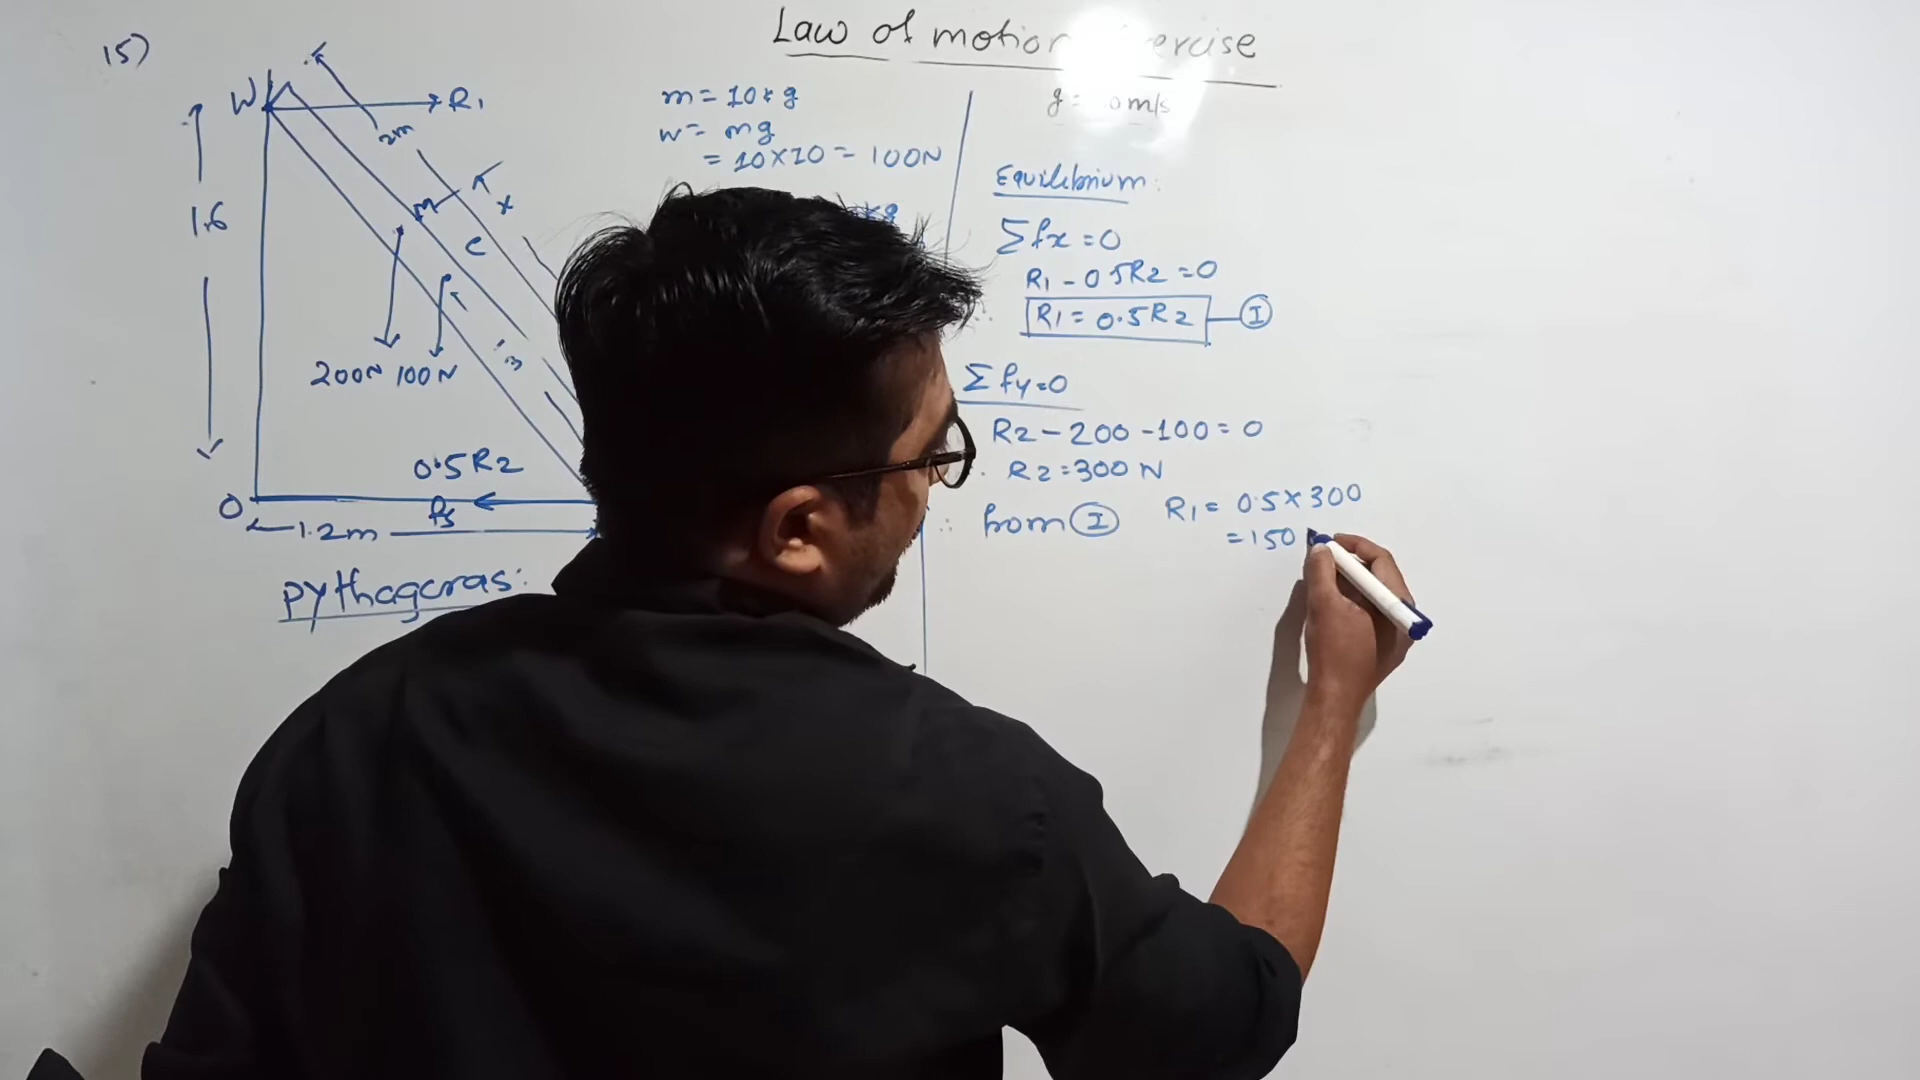 Law of motion
15)
W
R1
2m
x
M
C
1.6
200N 100N
0.5R2
fs
O
1.2m
Pythagoras:
m = 10kg
w = mg
= 10×10 = 100N
kg
g = 0 m/s
Equilibrium:
Σfx = 0
R1 - 0.5R2 = 0
∴ R1 = 0.5R2 I
Σfy = 0
R2 - 200 - 100 = 0
R2 = 300 N
∴ from I R1 = 0.5 × 300
= 150